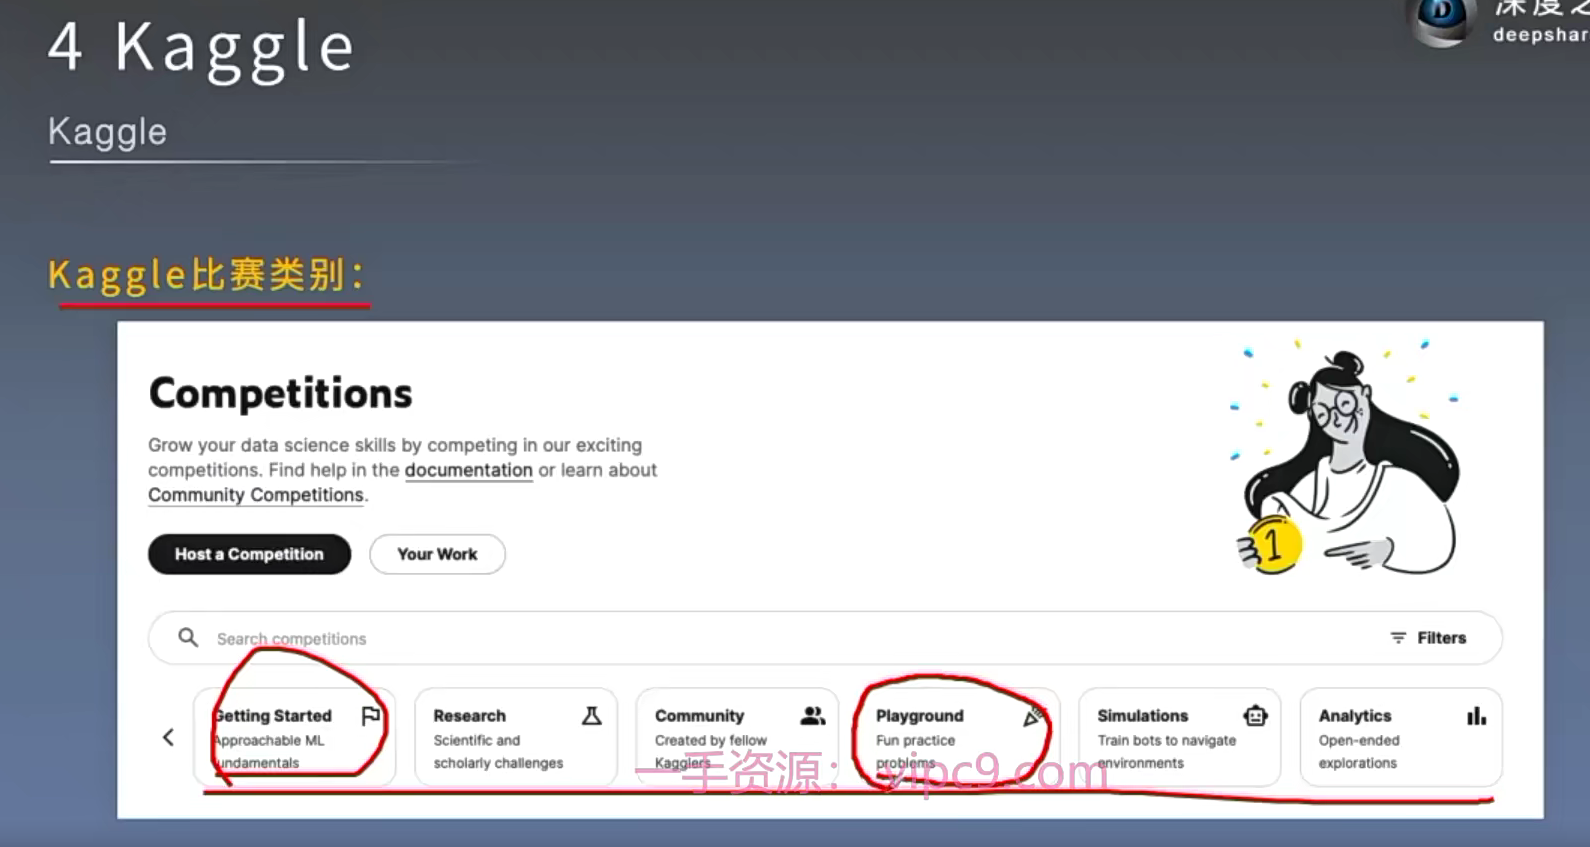 4 Kaggle
Kaggle
deepshar
Kaggle比赛类别：
Competitions
Grow your data science skills by competing in our exciting
competitions. Find help in the documentation or learn about
Community Competitions.
Host a Competition
Your Work
1
Search competitions
Filters
Getting Started
Approachable ML
fundamentals
Research
Scientific and
scholarly challenges
Community
Created by fellow
Kagglers
Playground
Fun practice
problems
Simulations
Train bots to navigate
environments
Analytics
Open-ended
explorations
一手资源：vipc9.com